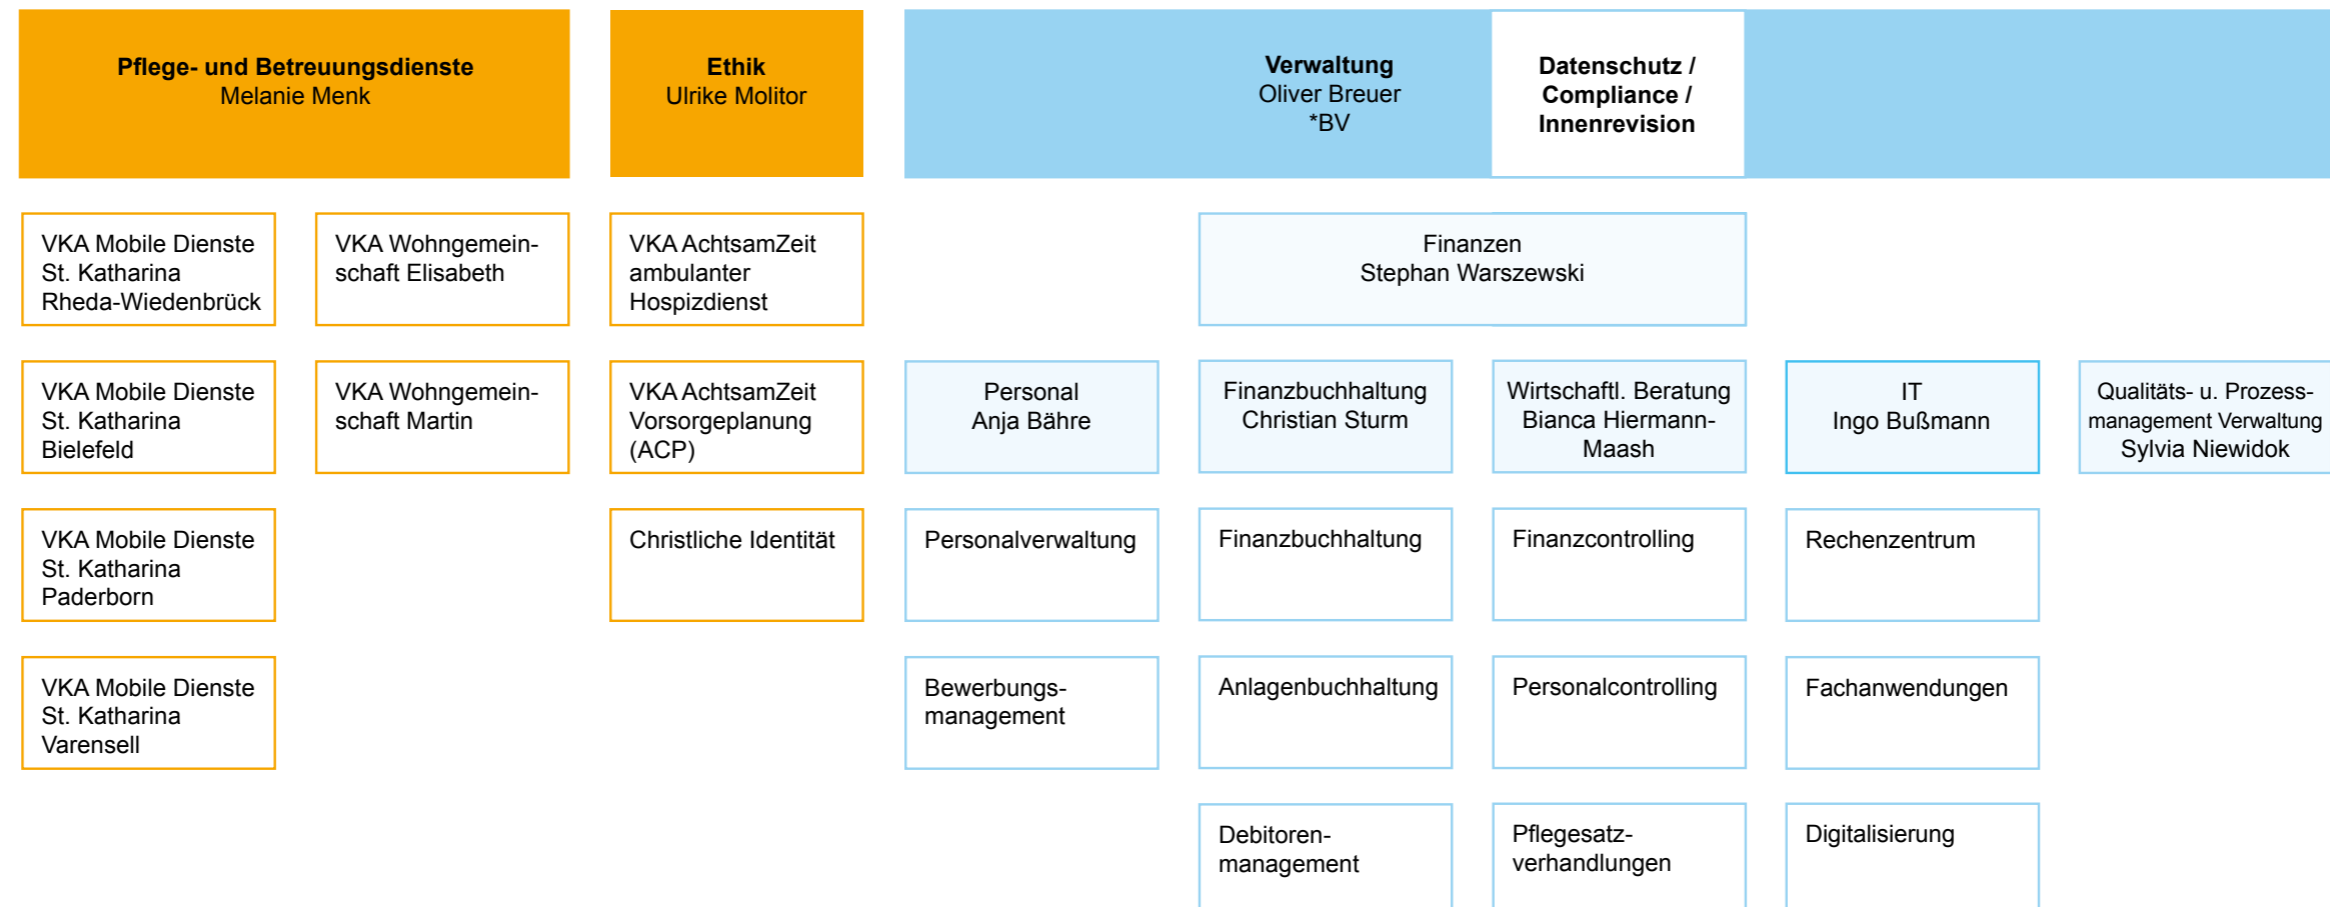 Pflege- und Betreuungsdienste
Melanie Menk
Ethik
Ulrike Molitor
Verwaltung
Oliver Breuer
*BV
Datenschutz /
Compliance /
Innenrevision
VKA Mobile Dienste
St. Katharina
Rheda-Wiedenbrück
VKA Wohngemein-
schaft Elisabeth
VKA AchtsamZeit
ambulanter
Hospizdienst
Finanzen
Stephan Warszewski
VKA Mobile Dienste
St. Katharina
Bielefeld
VKA Wohngemein-
schaft Martin
VKA AchtsamZeit
Vorsorgeplanung
(ACP)
Personal
Anja Bähre
Finanzbuchhaltung
Christian Sturm
Wirtschaftl. Beratung
Bianca Hiermann-
Maash
IT
Ingo Bußmann
Qualitäts- u. Prozess-
management Verwaltung
Sylvia Niewidok
VKA Mobile Dienste
St. Katharina
Paderborn
Christliche Identität
Personalverwaltung
Finanzbuchhaltung
Finanzcontrolling
Rechenzentrum
VKA Mobile Dienste
St. Katharina
Varensell
Bewerbungs-
management
Anlagenbuchhaltung
Personalcontrolling
Fachanwendungen
Debitoren-
management
Pflegesatz-
verhandlungen
Digitalisierung